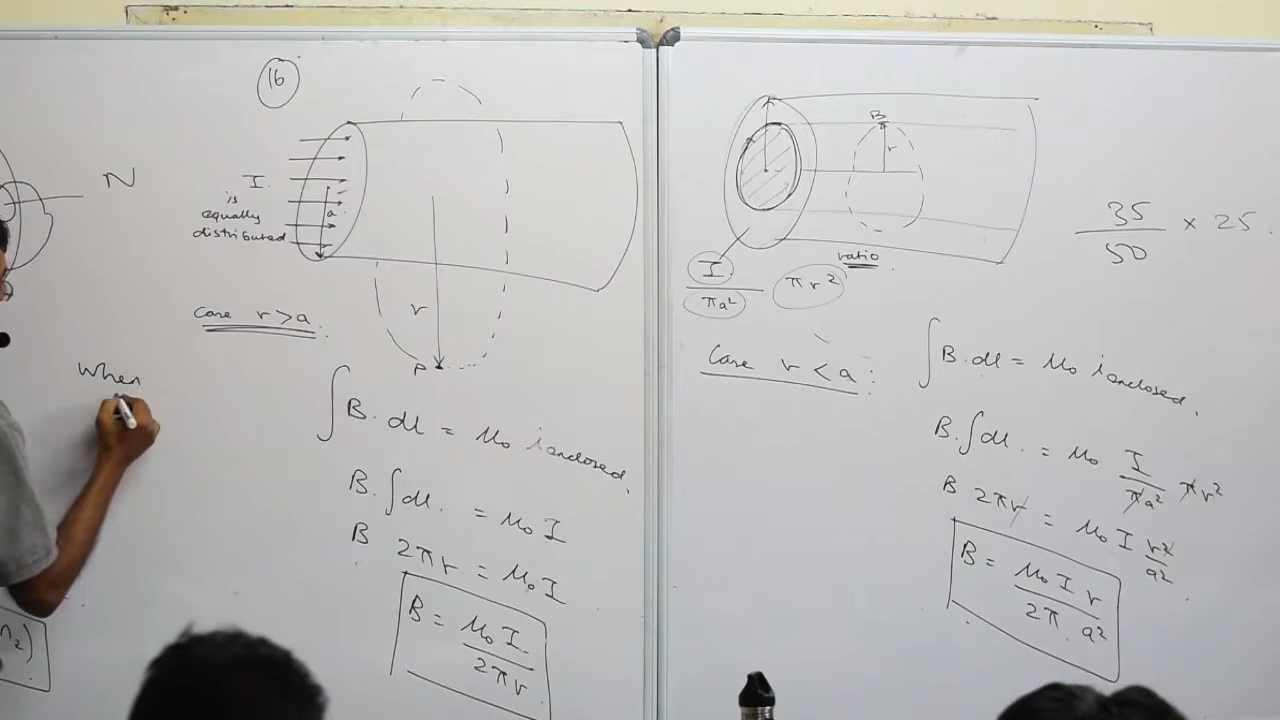 N
When
n₂)
16
I
is
equally
distributed
a
r
P
Case r > a
∫ B. dl = μ₀ i enclosed.
B. ∫ dl. = μ₀ I
B 2πr = μ₀ I
B = μ₀ I / 2πr
B
r
35/50 × 25.
ratio
I/πa² πr²
Case r < a :
∫ B. dl = μ₀ i enclosed.
B. ∫ dl. = μ₀ I/πa² πr²
B 2πr = μ₀ I r²/a²
B = μ₀ I r / 2π a²